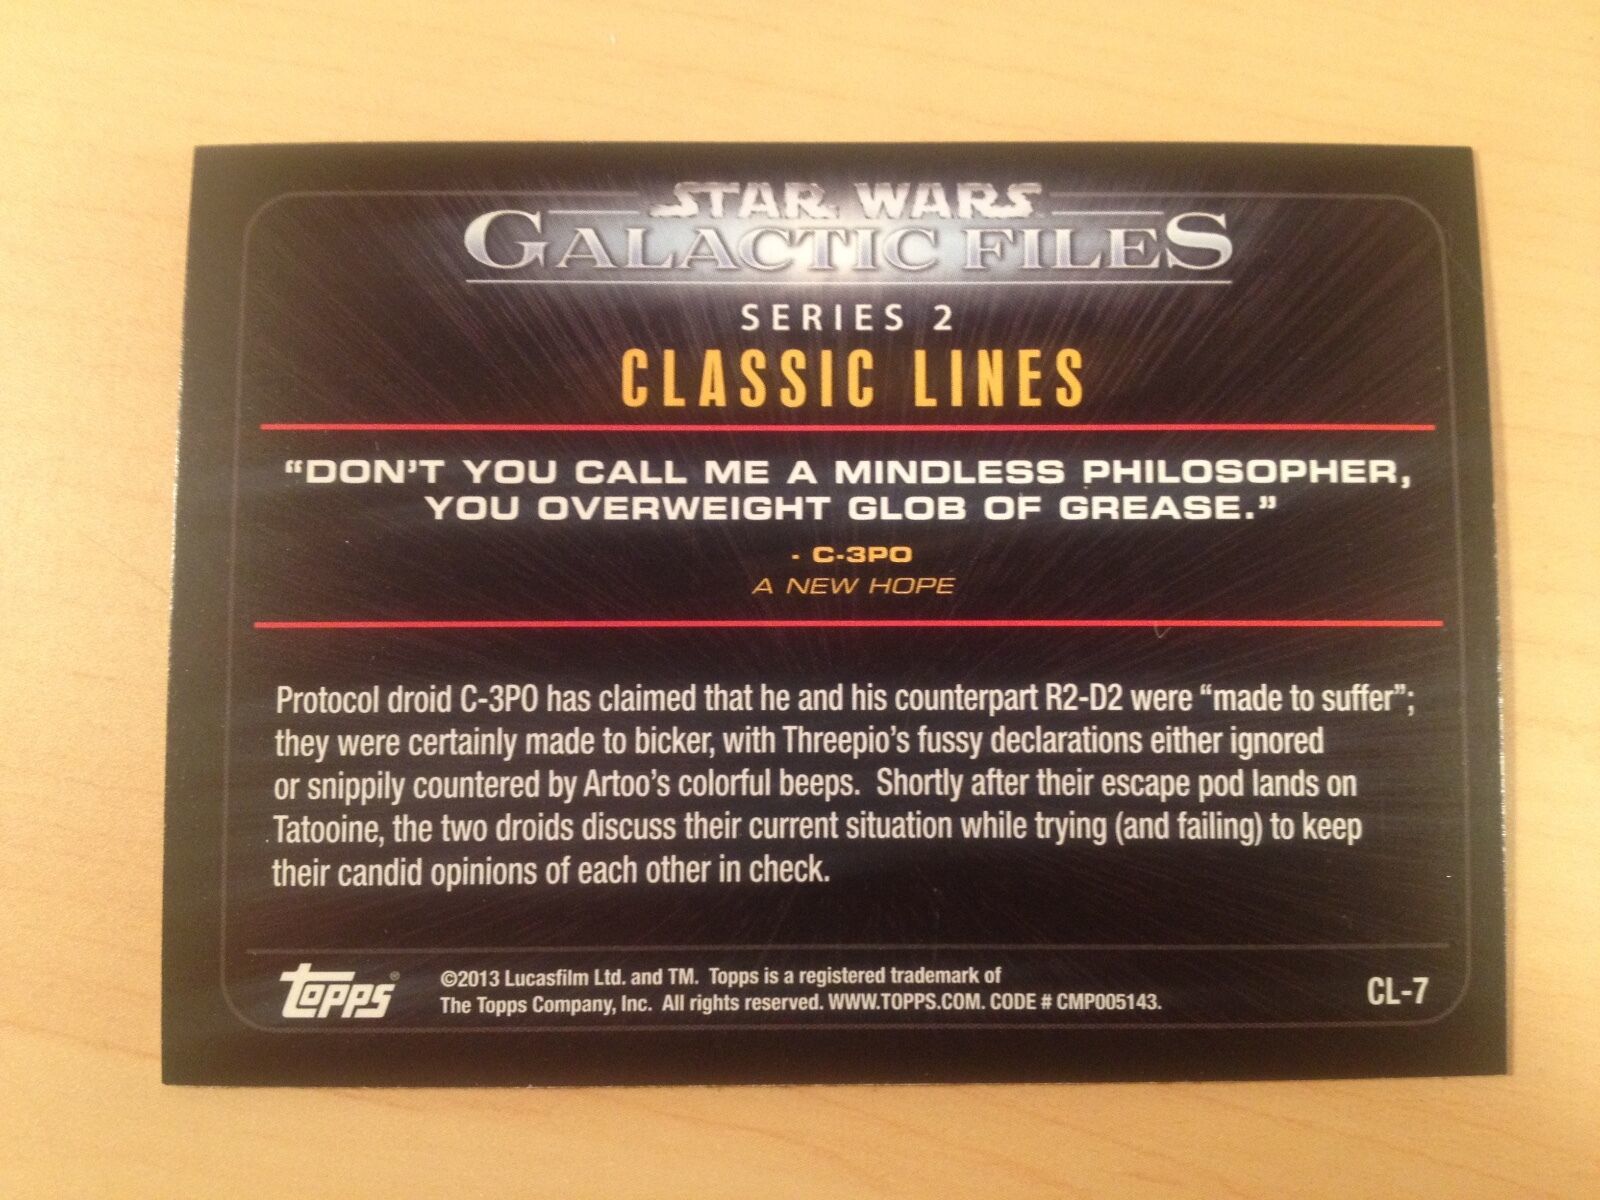 STAR WARS
GALACTIC FILES
SERIES 2
CLASSIC LINES
“DON'T YOU CALL ME A MINDLESS PHILOSOPHER,
YOU OVERWEIGHT GLOB OF GREASE.”
- C-3PO
A NEW HOPE
Protocol droid C-3PO has claimed that he and his counterpart R2-D2 were “made to suffer”;
they were certainly made to bicker, with Threepio’s fussy declarations either ignored
or snippily countered by Artoo’s colorful beeps.  Shortly after their escape pod lands on
Tatooine, the two droids discuss their current situation while trying (and failing) to keep
their candid opinions of each other in check.
topps®
©2013 Lucasfilm Ltd. and TM.  Topps is a registered trademark of
The Topps Company, Inc.  All rights reserved. WWW.TOPPS.COM. CODE # CMP005143.
CL-7